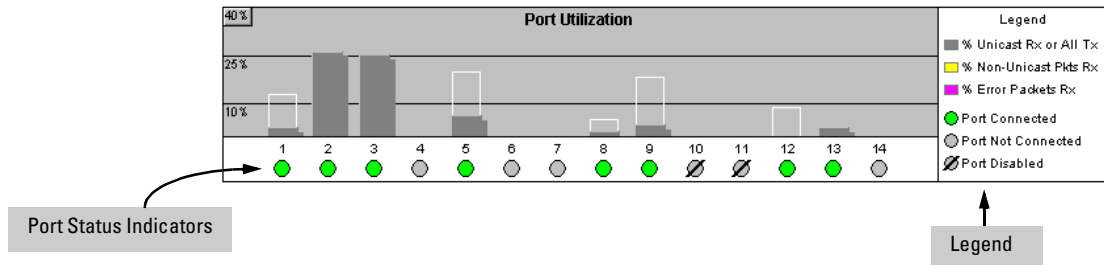 40%
Port Utilization
25%
10%
1 2 3 4 5 6 7 8 9 10 11 12 13 14
Legend
% Unicast Rx or All Tx
% Non-Unicast Pkts Rx
% Error Packets Rx
Port Connected
Port Not Connected
Port Disabled
Port Status Indicators
Legend